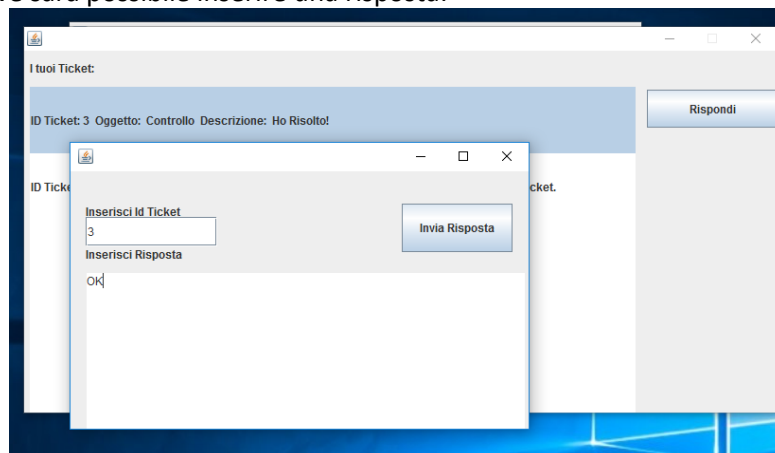 sarà possibile inserire una risposta.
I tuoi Ticket:
ID Ticket: 3 Oggetto: Controllo Descrizione: Ho Risolto!
Rispondi
ID Ticke
cket.
Inserisci Id Ticket
3
Invia Risposta
Inserisci Risposta
OK